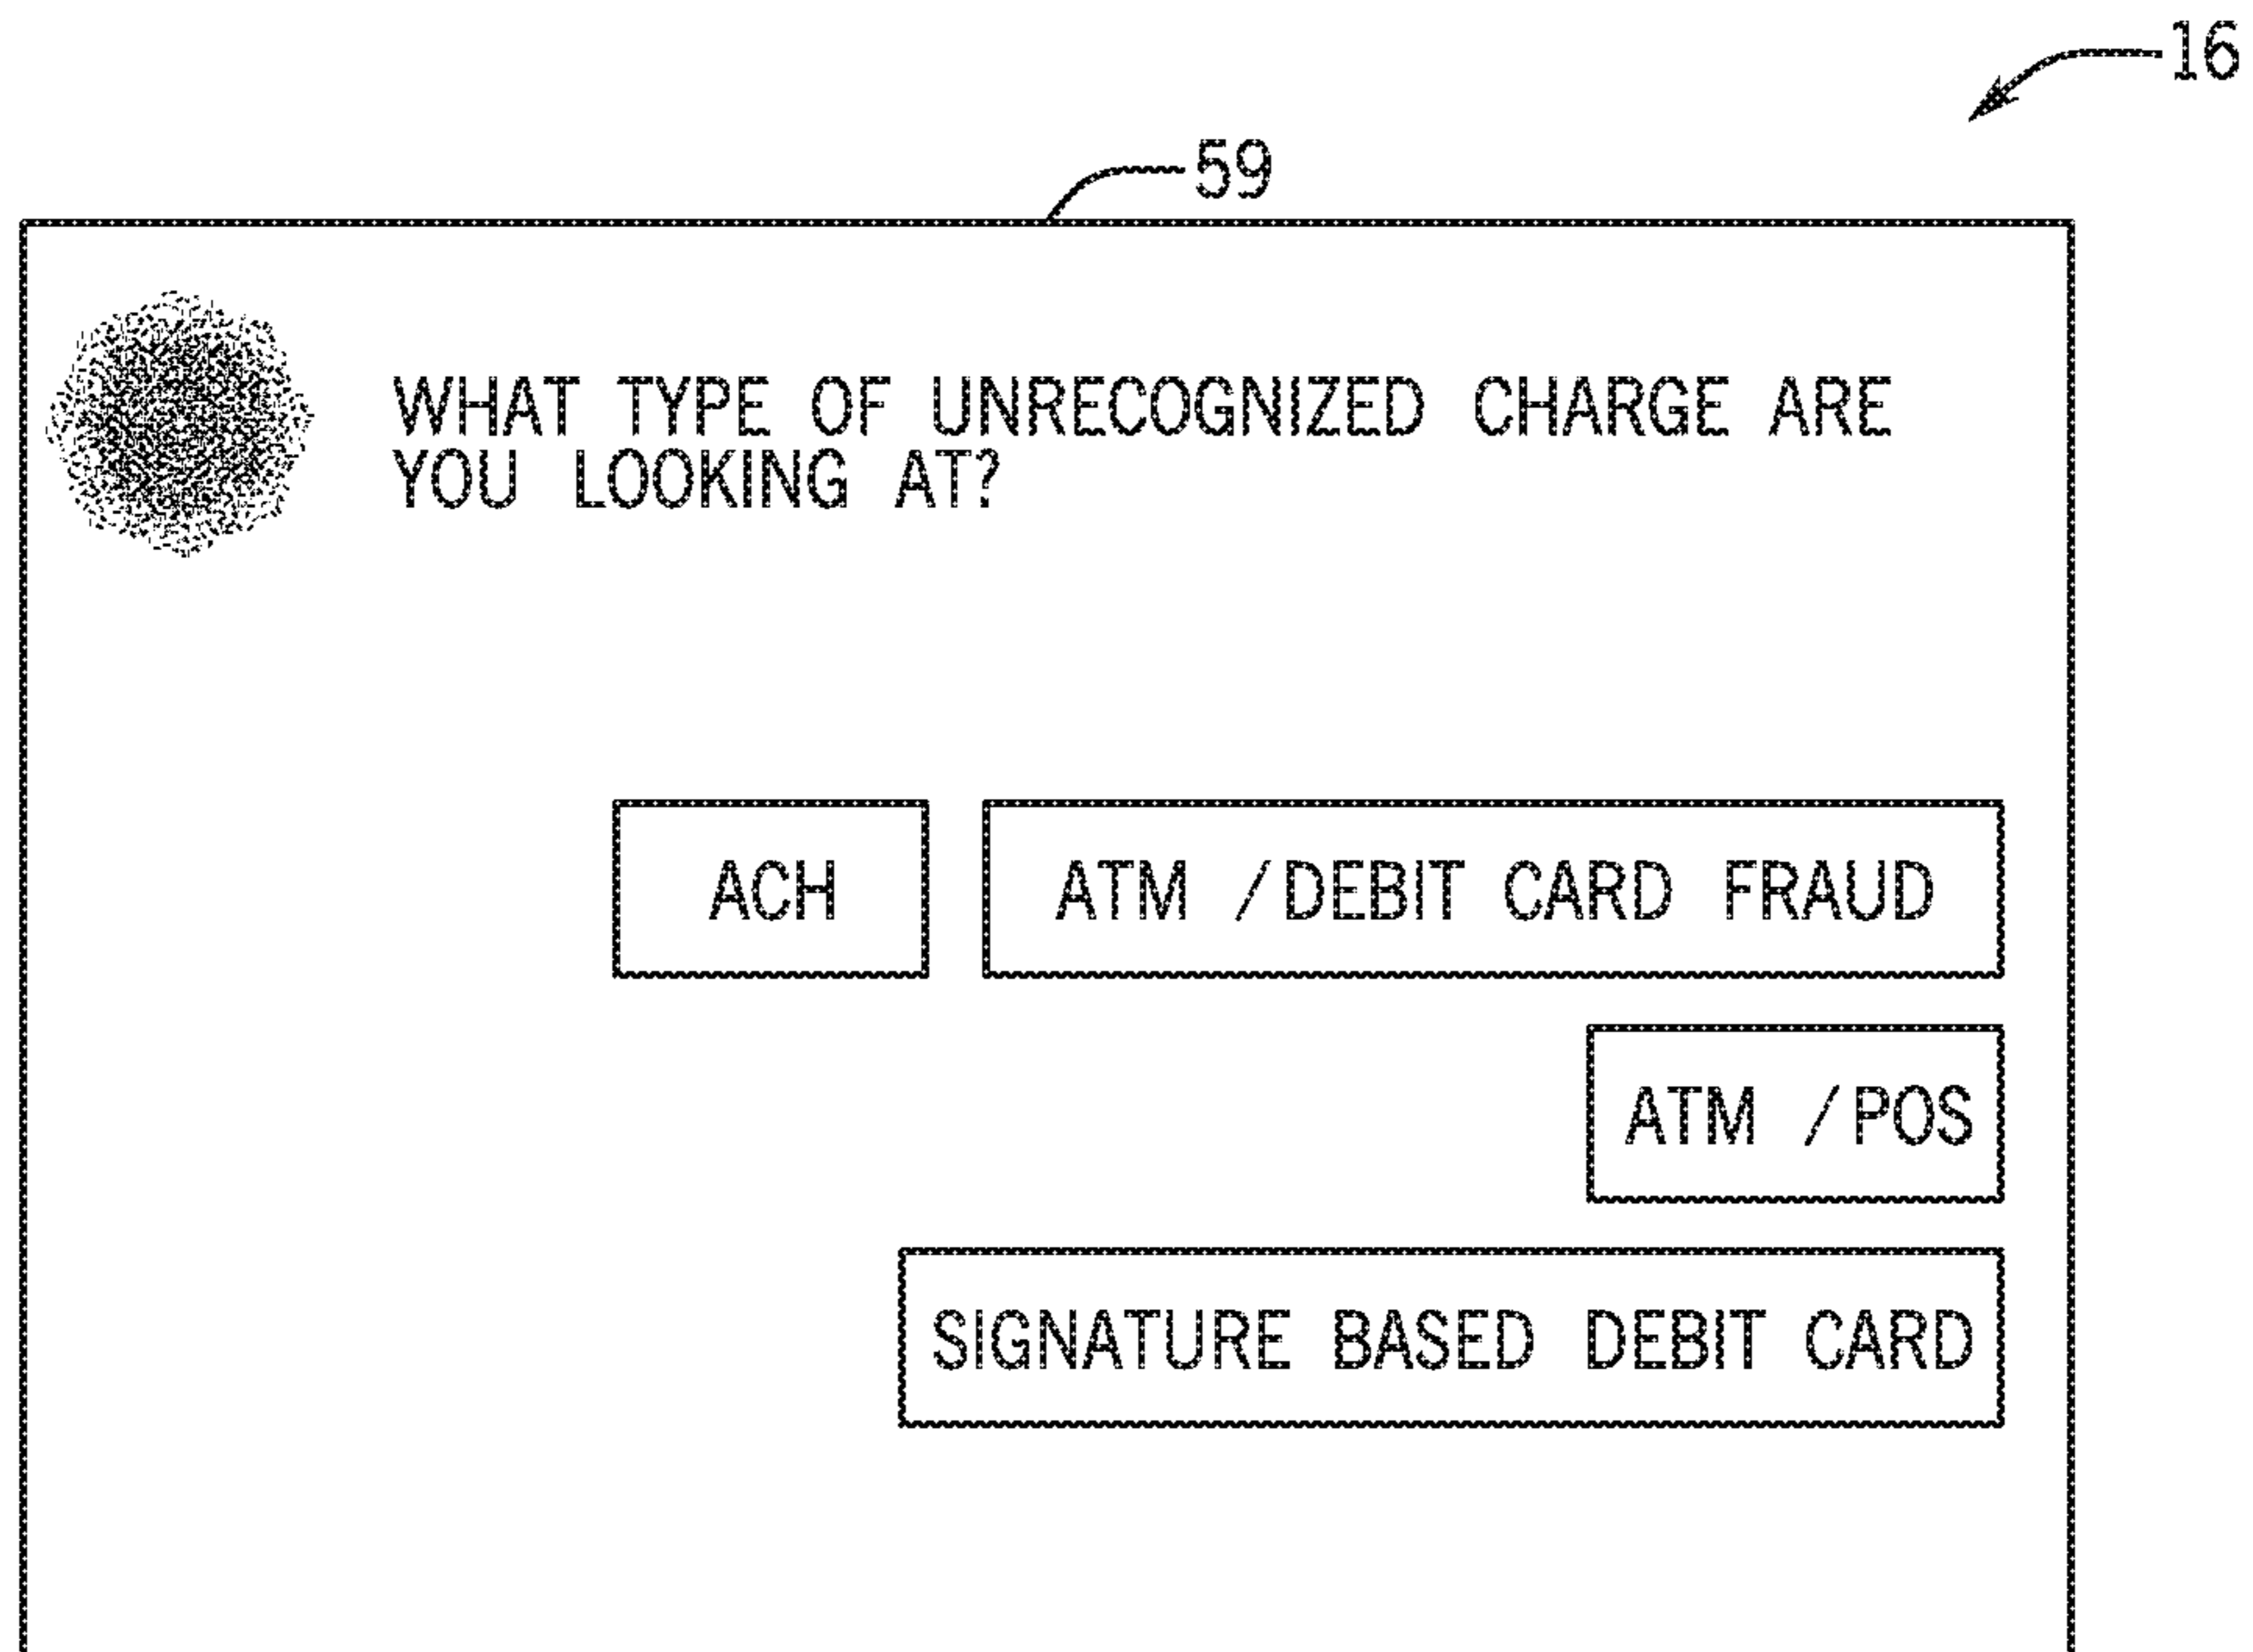 16
59
WHAT TYPE OF UNRECOGNIZED CHARGE ARE
YOU LOOKING AT?
ACH
ATM /DEBIT CARD FRAUD
ATM /POS
SIGNATURE BASED DEBIT CARD